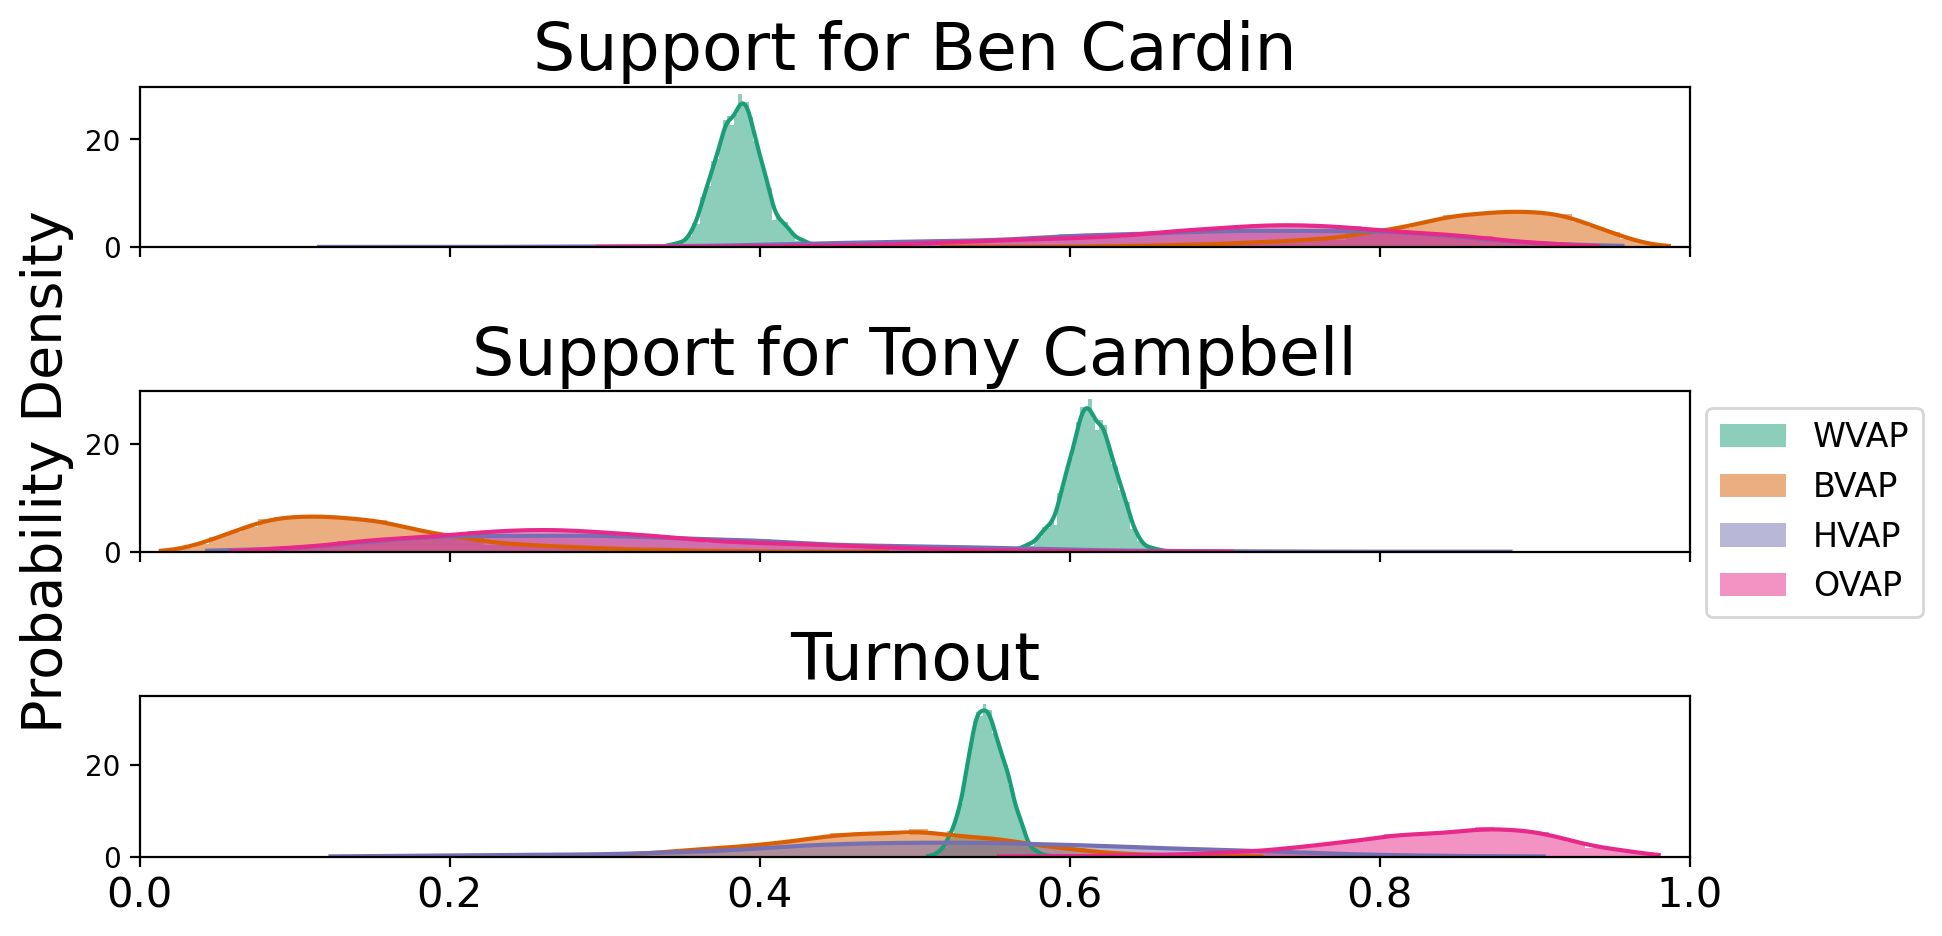 Support for Ben Cardin
20
0
Support for Tony Campbell
20
0
Turnout
20
0
0.0 0.2 0.4 0.6 0.8 1.0
Probability Density
WVAP
BVAP
HVAP
OVAP